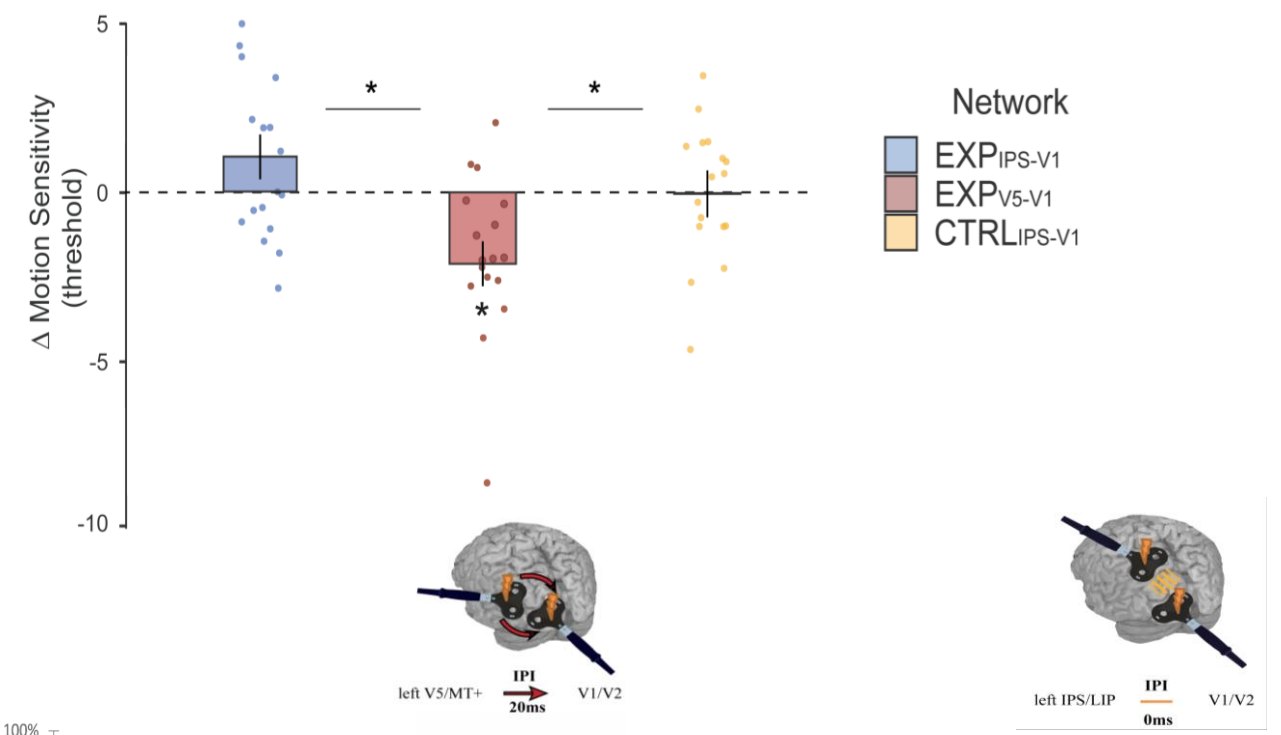 5
*
*
0
Δ Motion Sensitivity
(threshold)
*
-5
-10
Network
EXPIPS-V1
EXPV5-V1
CTRLIPS-V1
IPI
left V5/MT+
V1/V2
20ms
IPI
left IPS/LIP
V1/V2
0ms
100%